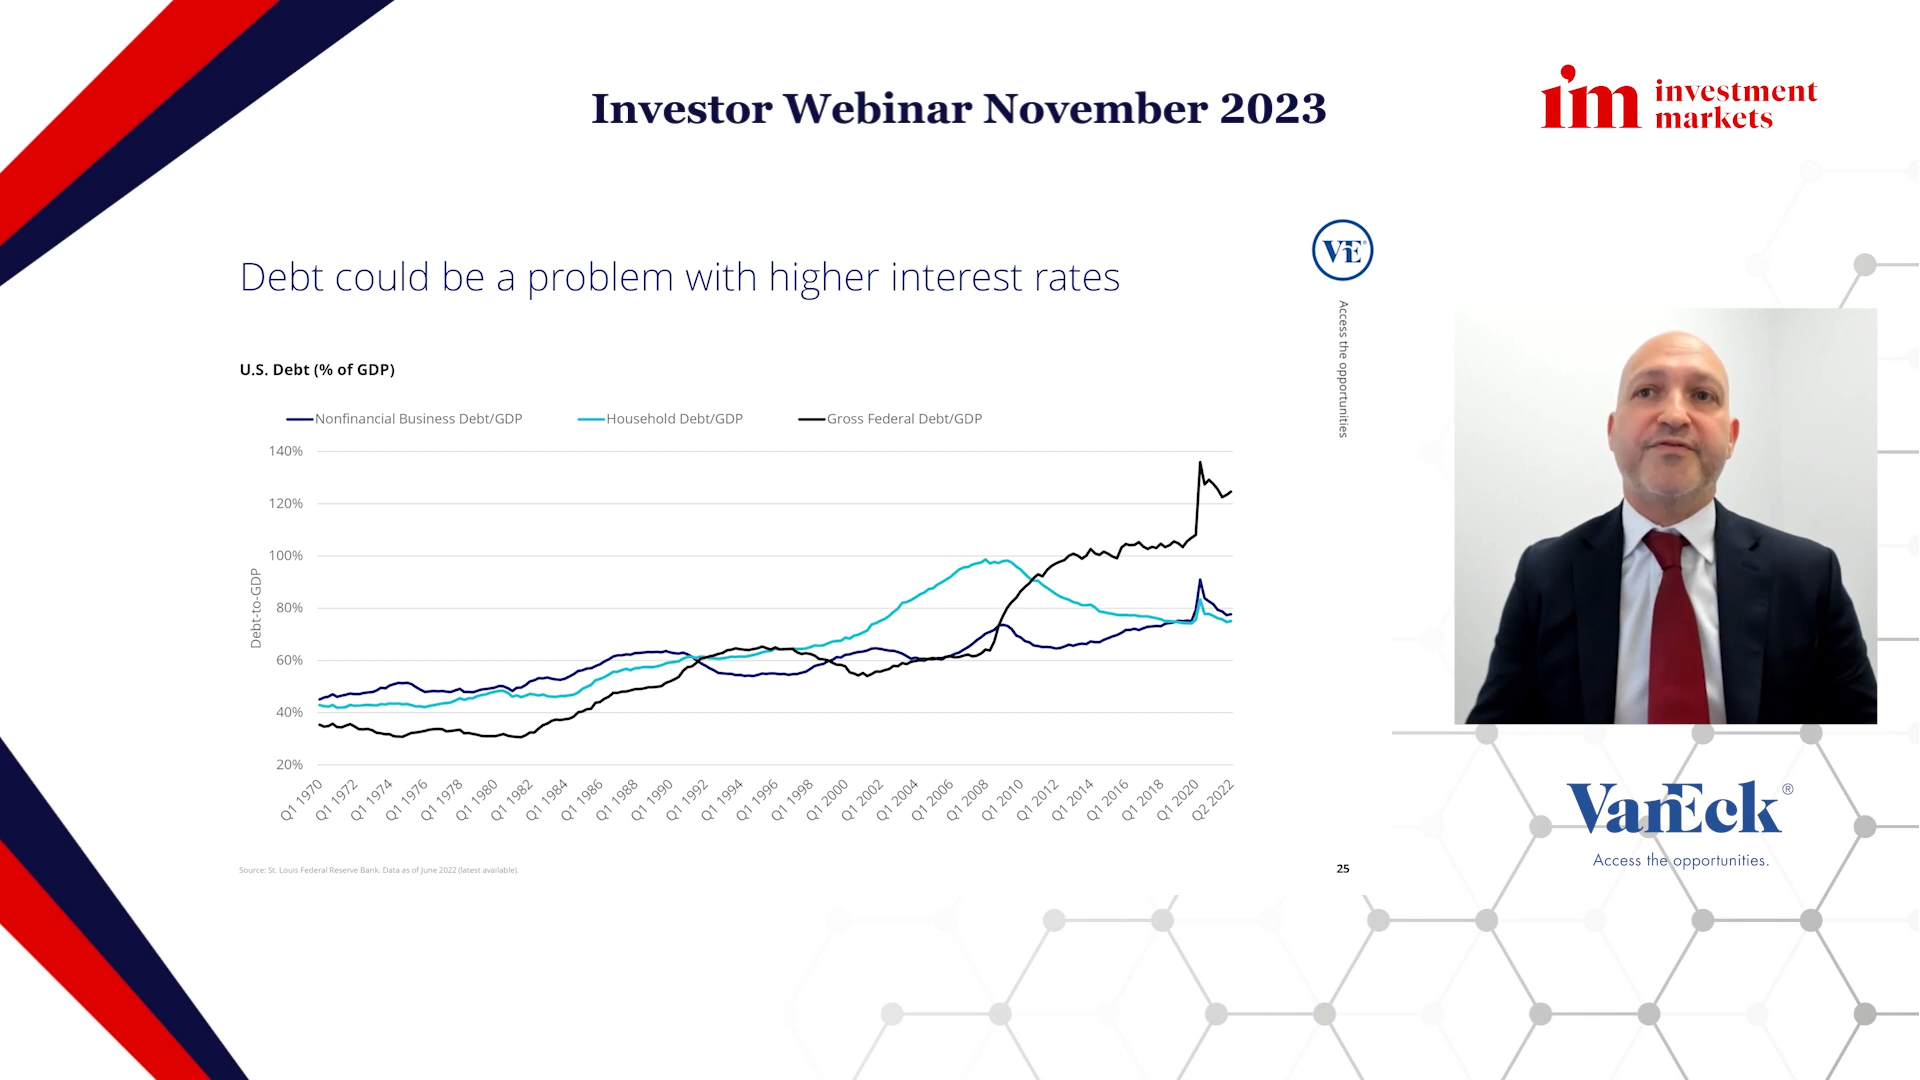 Investor Webinar November 2023
im investment
markets
VE
Access the opportunities
Debt could be a problem with higher interest rates
U.S. Debt (% of GDP)
Nonfinancial Business Debt/GDP Household Debt/GDP Gross Federal Debt/GDP
Debt-to-GDP
140%
120%
100%
80%
60%
40%
20%
Q1 1970 Q1 1972 Q1 1974 Q1 1976 Q1 1978 Q1 1980 Q1 1982 Q1 1984 Q1 1986 Q1 1988 Q1 1990 Q1 1992 Q1 1994 Q1 1996 Q1 1998 Q1 2000 Q1 2002 Q1 2004 Q1 2006 Q1 2008 Q1 2010 Q1 2012 Q1 2014 Q1 2016 Q1 2018 Q1 2020 Q2 2022
Source: St. Louis Federal Reserve Bank. Data as of June 2022 (latest available).
25
VanEck®
Access the opportunities.